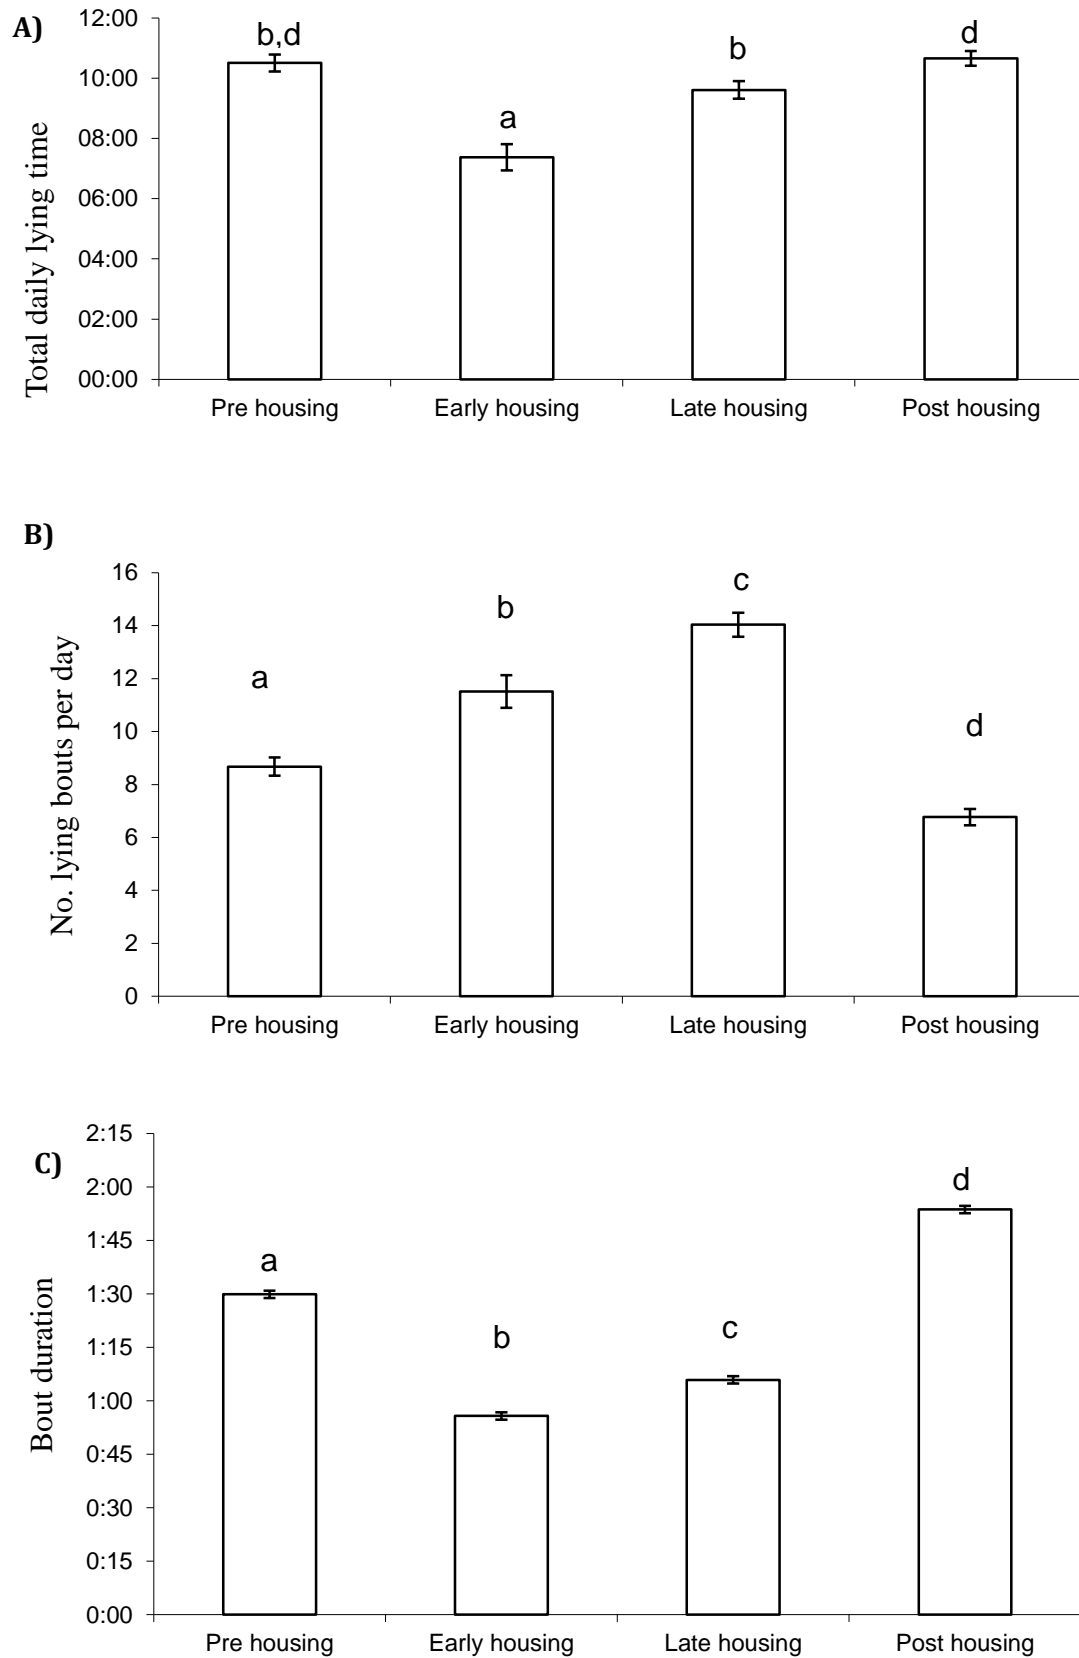 A)
Total daily lying time
12:00
10:00
08:00
06:00
04:00
02:00
00:00
b,d
a
b
d
Pre housing Early housing Late housing Post housing
B)
No. lying bouts per day
16
14
12
10
8
6
4
2
0
a
b
c
d
Pre housing Early housing Late housing Post housing
C)
Bout duration
2:15
2:00
1:45
1:30
1:15
1:00
0:45
0:30
0:15
0:00
a
b
c
d
Pre housing Early housing Late housing Post housing